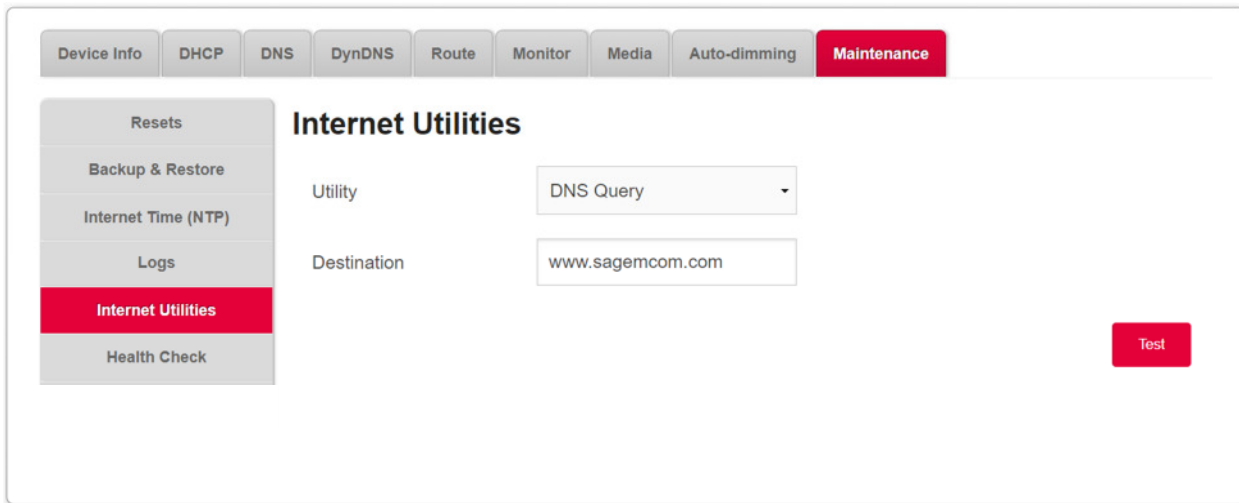 Device Info DHCP DNS DynDNS Route Monitor Media Auto-dimming Maintenance
Resets
Backup & Restore
Internet Time (NTP)
Logs
Internet Utilities
Health Check
Internet Utilities
Utility DNS Query
Destination www.sagemcom.com
Test